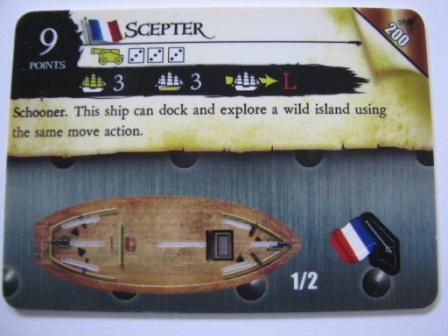 9
POINTS
SCEPTER
200
3 3 L
Schooner. This ship can dock and explore a wild island using
the same move action.
1/2